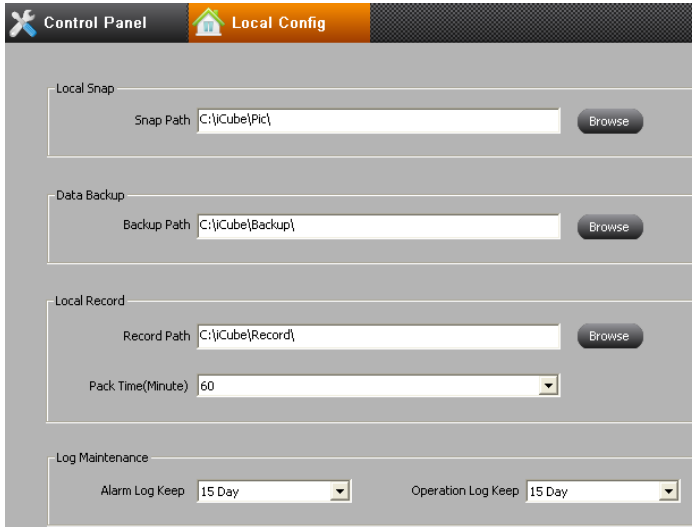 Control Panel Local Config
Local Snap
Snap Path C:\iCube\Pic\ Browse
Data Backup
Backup Path C:\iCube\Backup\ Browse
Local Record
Record Path C:\iCube\Record\ Browse
Pack Time(Minute) 60
Log Maintenance
Alarm Log Keep 15 Day Operation Log Keep 15 Day